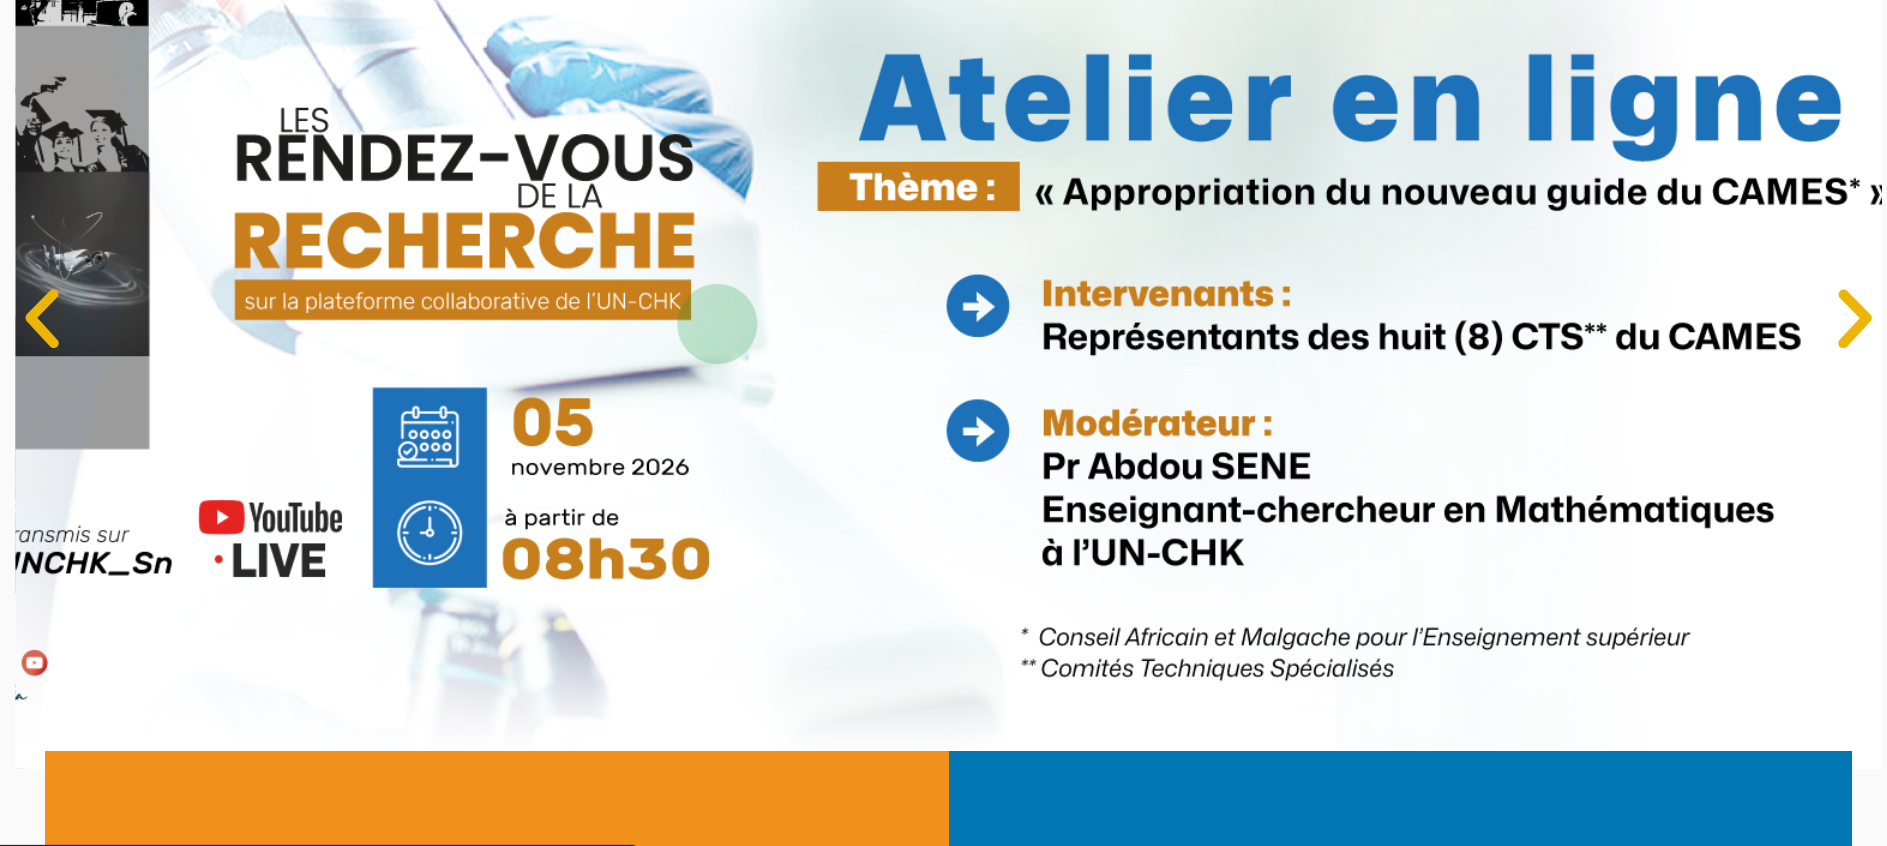 LES
RENDEZ-VOUS
DE LA
RECHERCHE
sur la plateforme collaborative de l'UN-CHK
05
novembre 2026
à partir de
08h30
YouTube
• LIVE
sur
Atelier en ligne
Thème : « Appropriation du nouveau guide du CAMES* »
Intervenants :
Représentants des huit (8) CTS** du CAMES
Modérateur :
Pr Abdou SENE
Enseignant-chercheur en Mathématiques
à l'UN-CHK
* Conseil Africain et Malgache pour l'Enseignement supérieur
** Comités Techniques Spécialisés